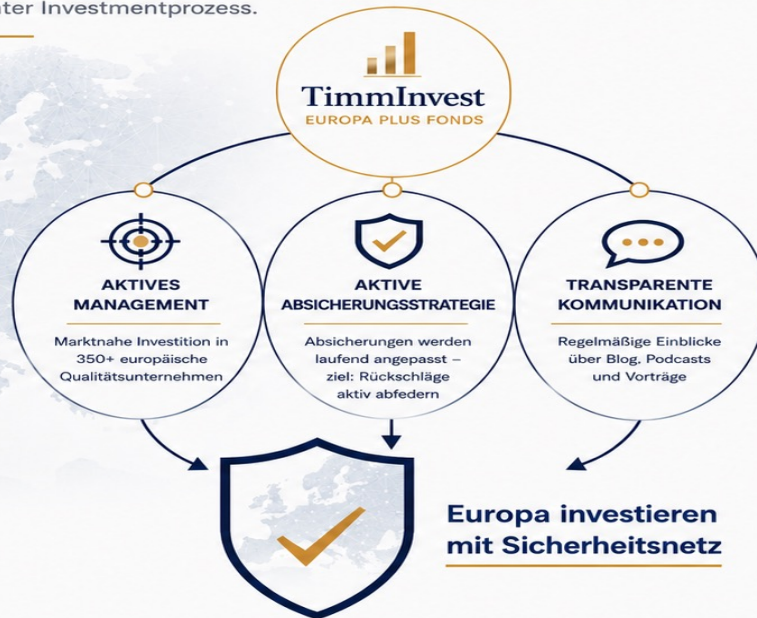 nter Investmentprozess.
TimmInvest
EUROPA PLUS FONDS
AKTIVES
MANAGEMENT
Marktnahe Investition in
350+ europäische
Qualitätsunternehmen
AKTIVE
ABSICHERUNGSSTRATEGIE
Absicherungen werden
laufend angepasst –
ziel: Rückschläge
aktiv abfedern
TRANSPARENTE
KOMMUNIKATION
Regelmäßige Einblicke
über Blog, Podcasts
und Vorträge
Europa investieren
mit Sicherheitsnetz